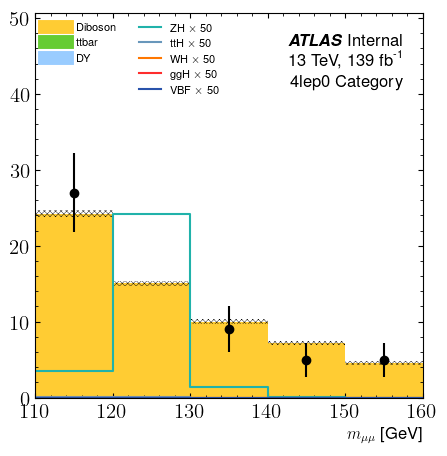 Diboson
ttbar
DY
ZH × 50
ttH × 50
WH × 50
ggH × 50
VBF × 50
ATLAS Internal
13 TeV, 139 fb⁻¹
4lep0 Category
50
40
30
20
10
0
110 120 130 140 150 160
mμμ [GeV]